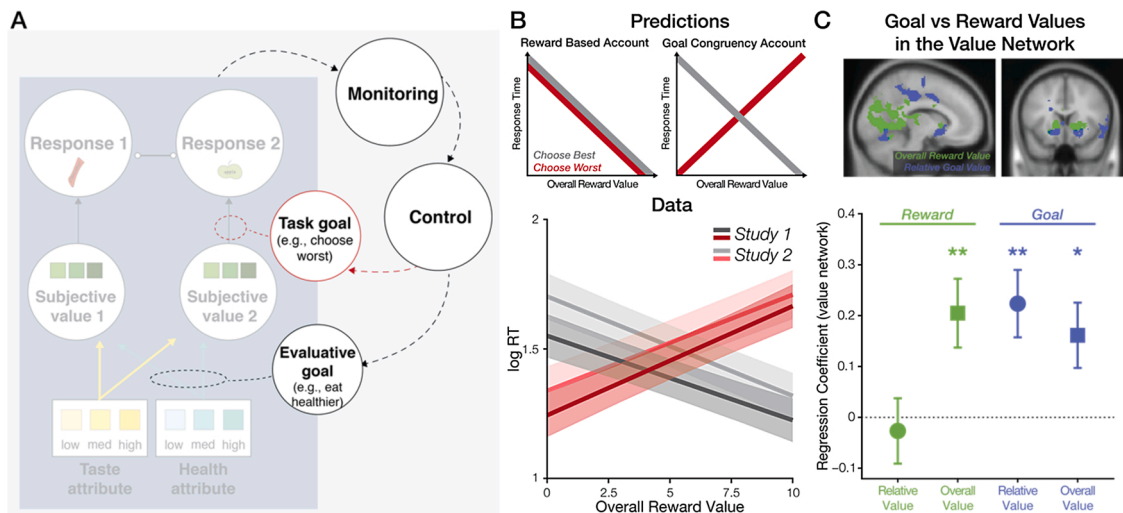 A
Monitoring
Response 1
Response 2
Control
Task goal
(e.g., choose
worst)
Subjective
value 1
Subjective
value 2
Evaluative
goal
(e.g., eat
healthier)
low med high
low med high
Taste
attribute
Health
attribute
B
Predictions
Reward Based Account
Goal Congruency Account
Response Time
Choose Best
Choose Worst
Overall Reward Value
Response Time
Overall Reward Value
Data
Study 1
Study 2
log RT
2
1.5
1
0 2.5 5.0 7.5 10
Overall Reward Value
C
Goal vs Reward Values
in the Value Network
Overall Reward Value
Relative Goal Value
Regression Coefficient (value network)
0.4
0.3
0.2
0.1
0
−0.1
Reward
Goal
**
**
*
Relative
Value
Overall
Value
Relative
Value
Overall
Value